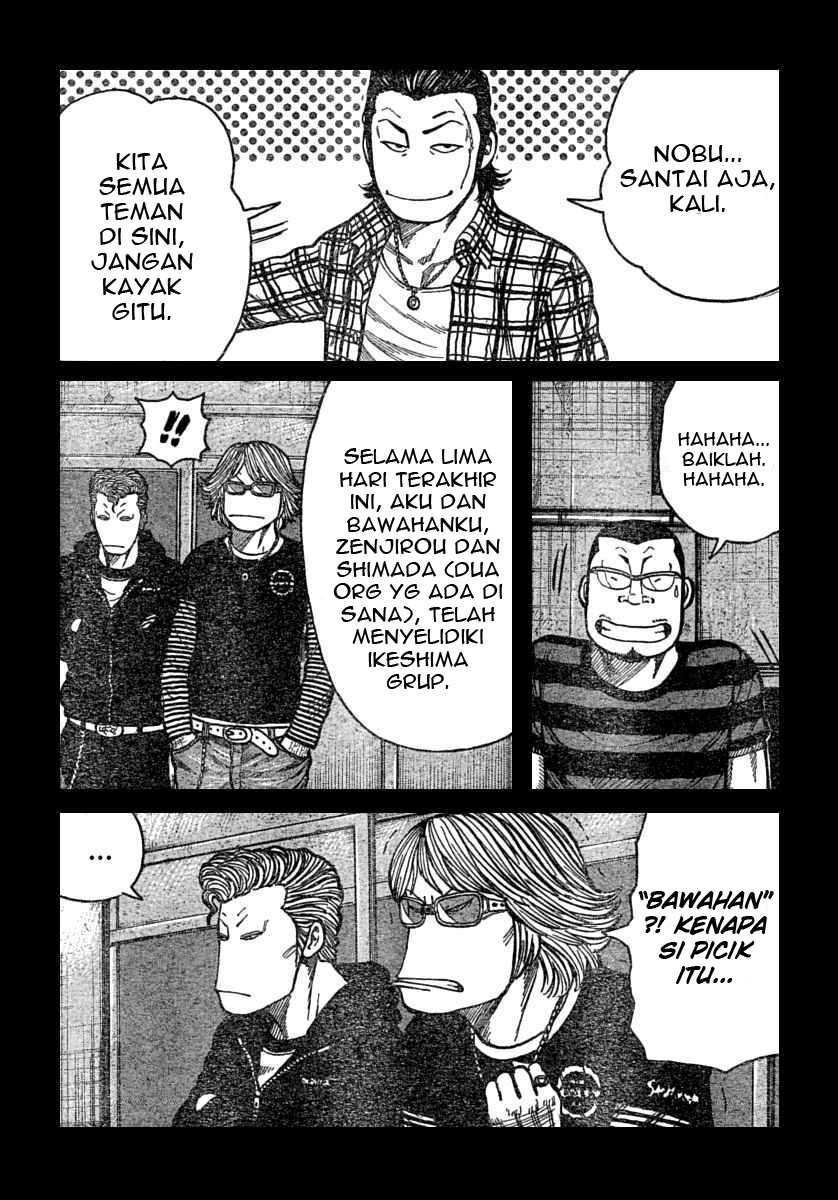 NOBU...
SANTAI AJA,
KALI.
KITA
SEMUA
TEMAN
DI SINI,
JANGAN
KAYAK
GITU.
HAHAHA...
BAIKLAH.
HAHAHA.
SELAMA LIMA
HARI TERAKHIR
INI, AKU DAN
BAWAHANKU,
ZENJIROU DAN
SHIMADA (DUA
ORG YG ADA DI
SANA), TELAH
MENYELIDIKI
IKESHIMA
GRUP.
!!
"BAWAHAN"
?! KENAPA
SI PICIK
ITU...
...